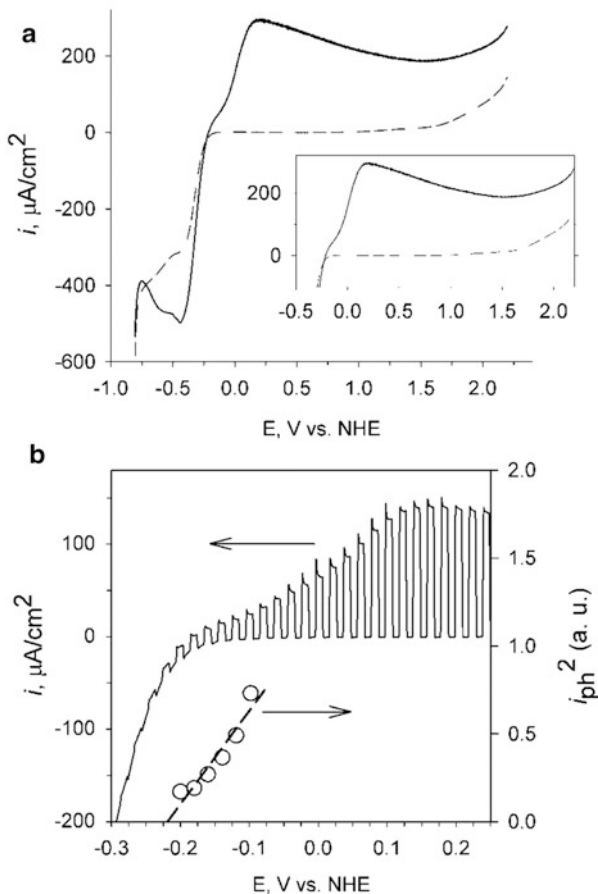 a
200
0
-200
-400
-600
i, μA/cm²
200
0
-0.5 0.0 0.5 1.0 1.5 2.0
-1.0 -0.5 0.0 0.5 1.0 1.5 2.0
E, V vs. NHE
b
100
0
-100
-200
i, μA/cm²
2.0
1.5
1.0
0.5
0.0
iph² (a. u.)
-0.3 -0.2 -0.1 0.0 0.1 0.2
E, V vs. NHE